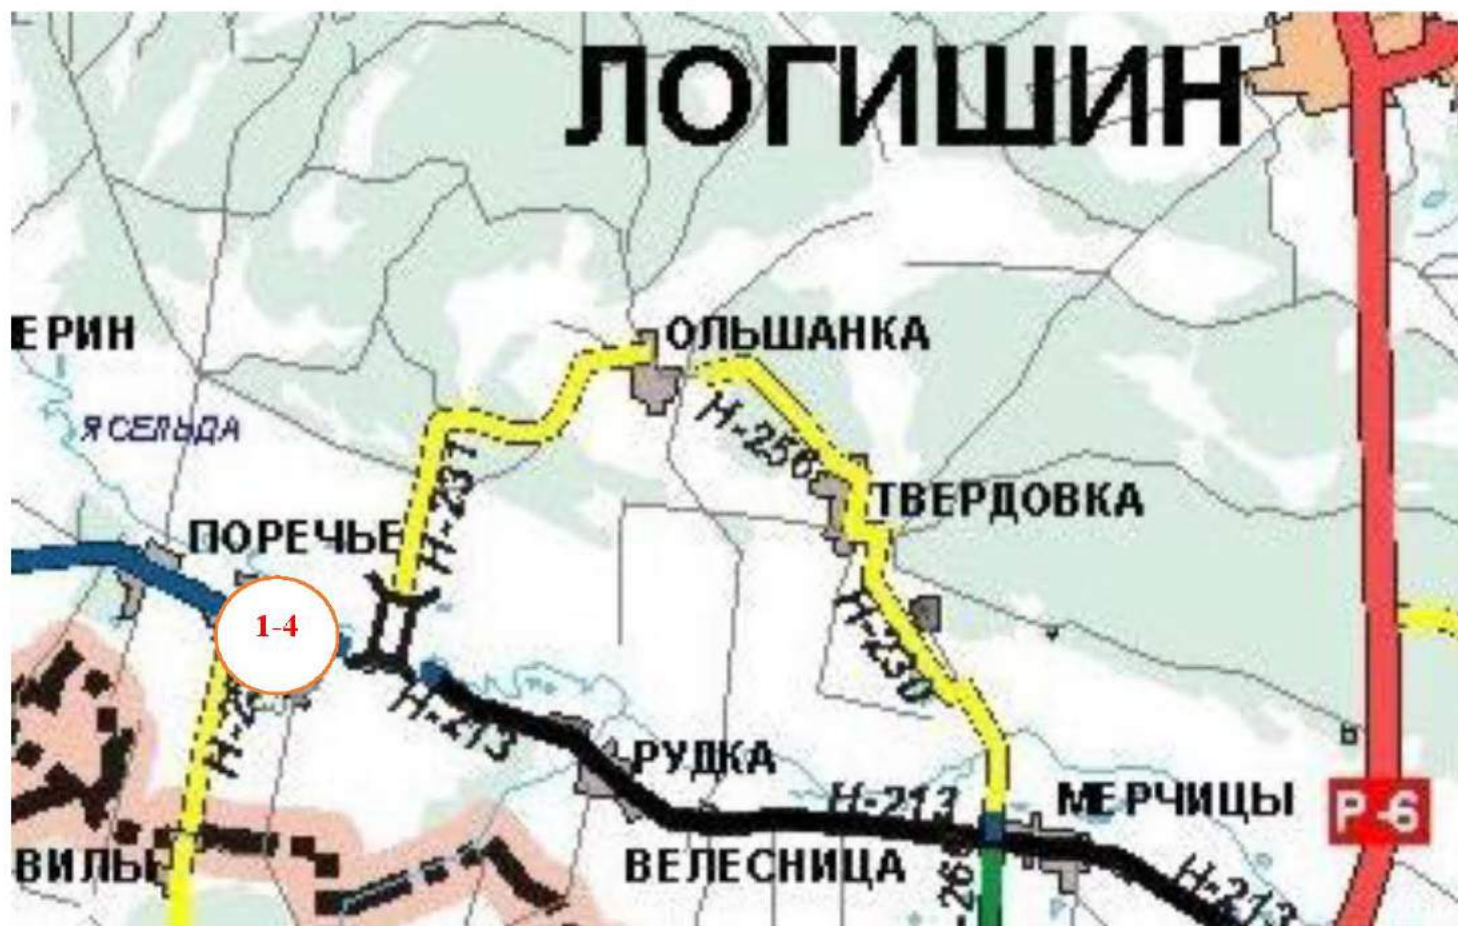 ЛОГИШИН
ЕРИН
ОЛЬШАНКА
ЯСЕЛЬДА
Н-256
Н-231
ТВЕРДОВКА
ПОРЕЧЬЕ
1-4
Н-230
Н-213
РУДКА
Н-213
МЕРЧИЦЫ
Р-6
ВЕЛЕСНИЦА
Н-213